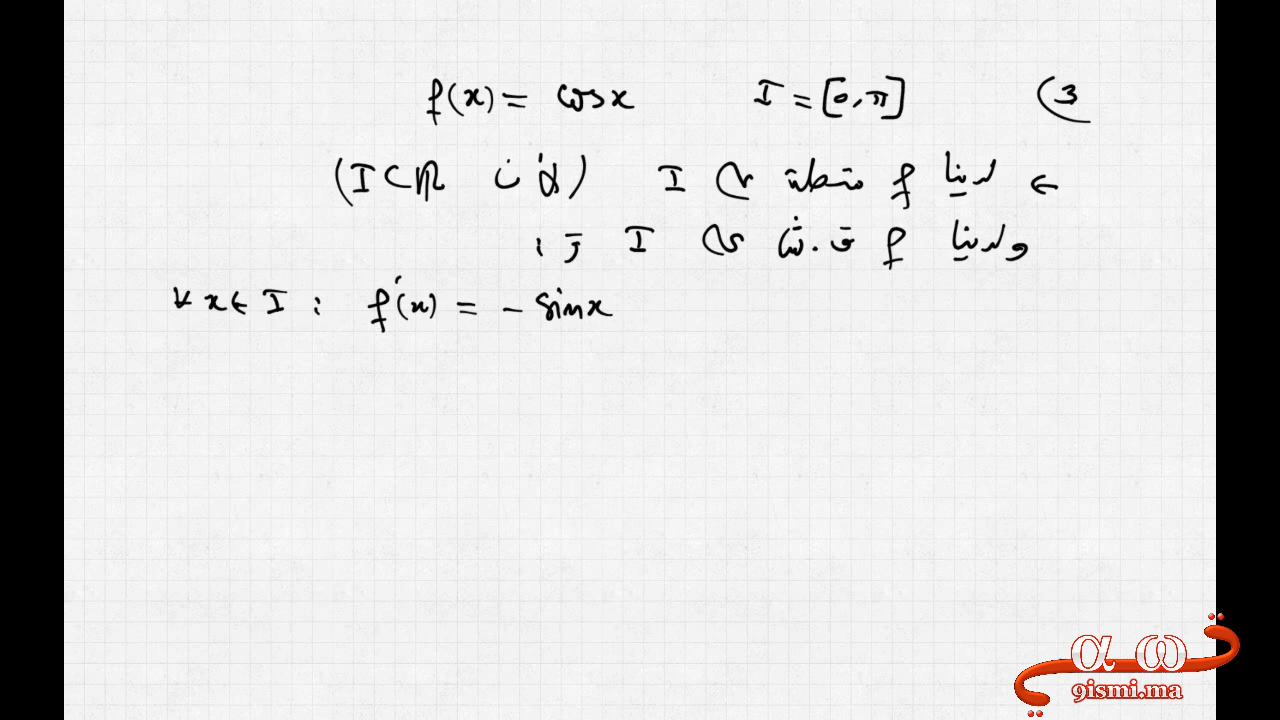 3) I = [0,π] f(x) = cos x
← لدينا f متصلة على I (لأن I ⊂ ℝ)
ولدينا f ق.ش على I و:
∀ x ∈ I : f'(x) = - sin x
α ω
9ismi.ma